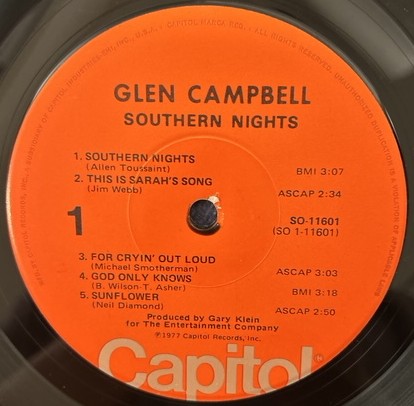 GLEN CAMPBELL
SOUTHERN NIGHTS
1. SOUTHERN NIGHTS
(Allen Toussaint)
BMI 3:07
2. THIS IS SARAH'S SONG
(Jim Webb)
ASCAP 2:34
1
SO-11601
(SO 1-11601)
3. FOR CRYIN' OUT LOUD
(Michael Smotherman)
ASCAP 3:03
4. GOD ONLY KNOWS
(B. Wilson-T. Asher)
BMI 3:18
5. SUNFLOWER
(Neil Diamond)
ASCAP 2:50
Produced by Gary Klein
for The Entertainment Company
℗1977 Capitol Records, Inc.
Capitol